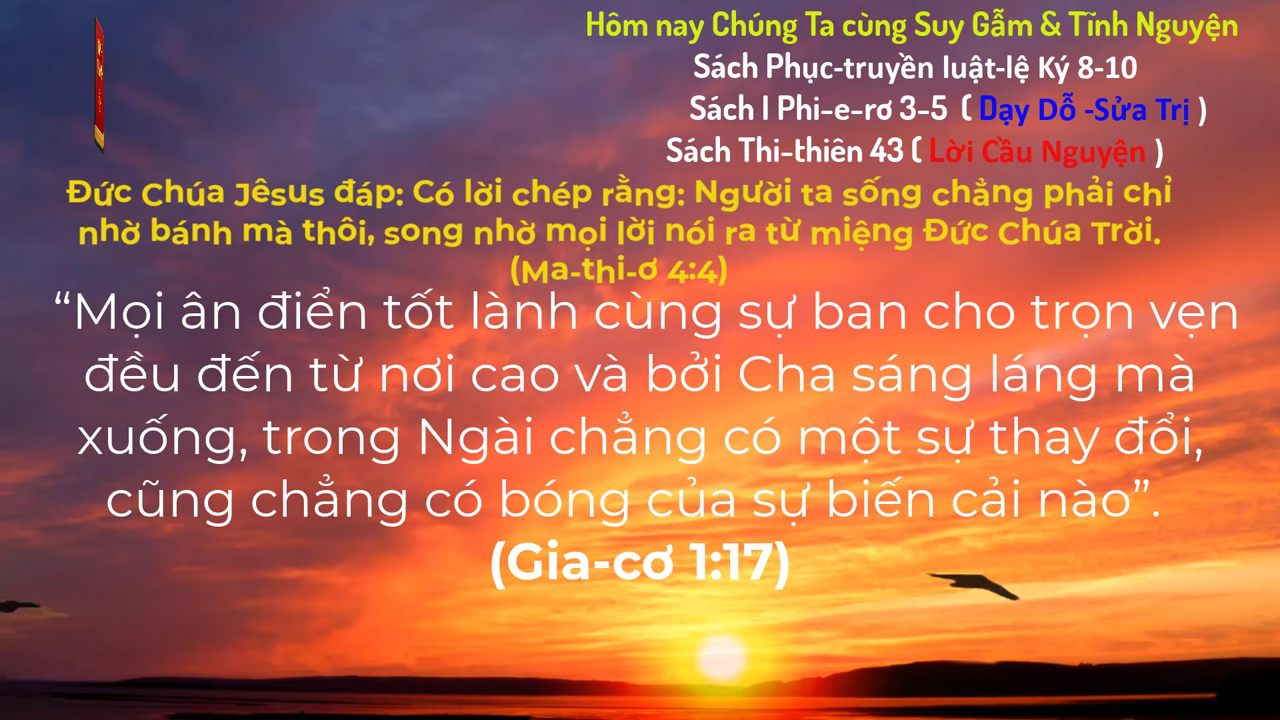 Hôm nay Chúng Ta cùng Suy Gẫm & Tĩnh Nguyện
Sách Phục-truyền luật-lệ Ký 8-10
Sách I Phi-e-rơ 3-5 ( Dạy Dỗ -Sửa Trị )
Sách Thi-thiên 43 ( Lời Cầu Nguyện )
Đức Chúa Jêsus đáp: Có lời chép rằng: Người ta sống chẳng phải chỉ
nhờ bánh mà thôi, song nhờ mọi lời nói ra từ miệng Đức Chúa Trời.
(Ma-thi-ơ 4:4)
“Mọi ân điển tốt lành cùng sự ban cho trọn vẹn
đều đến từ nơi cao và bởi Cha sáng láng mà
xuống, trong Ngài chẳng có một sự thay đổi,
cũng chẳng có bóng của sự biến cải nào”.
(Gia-cơ 1:17)